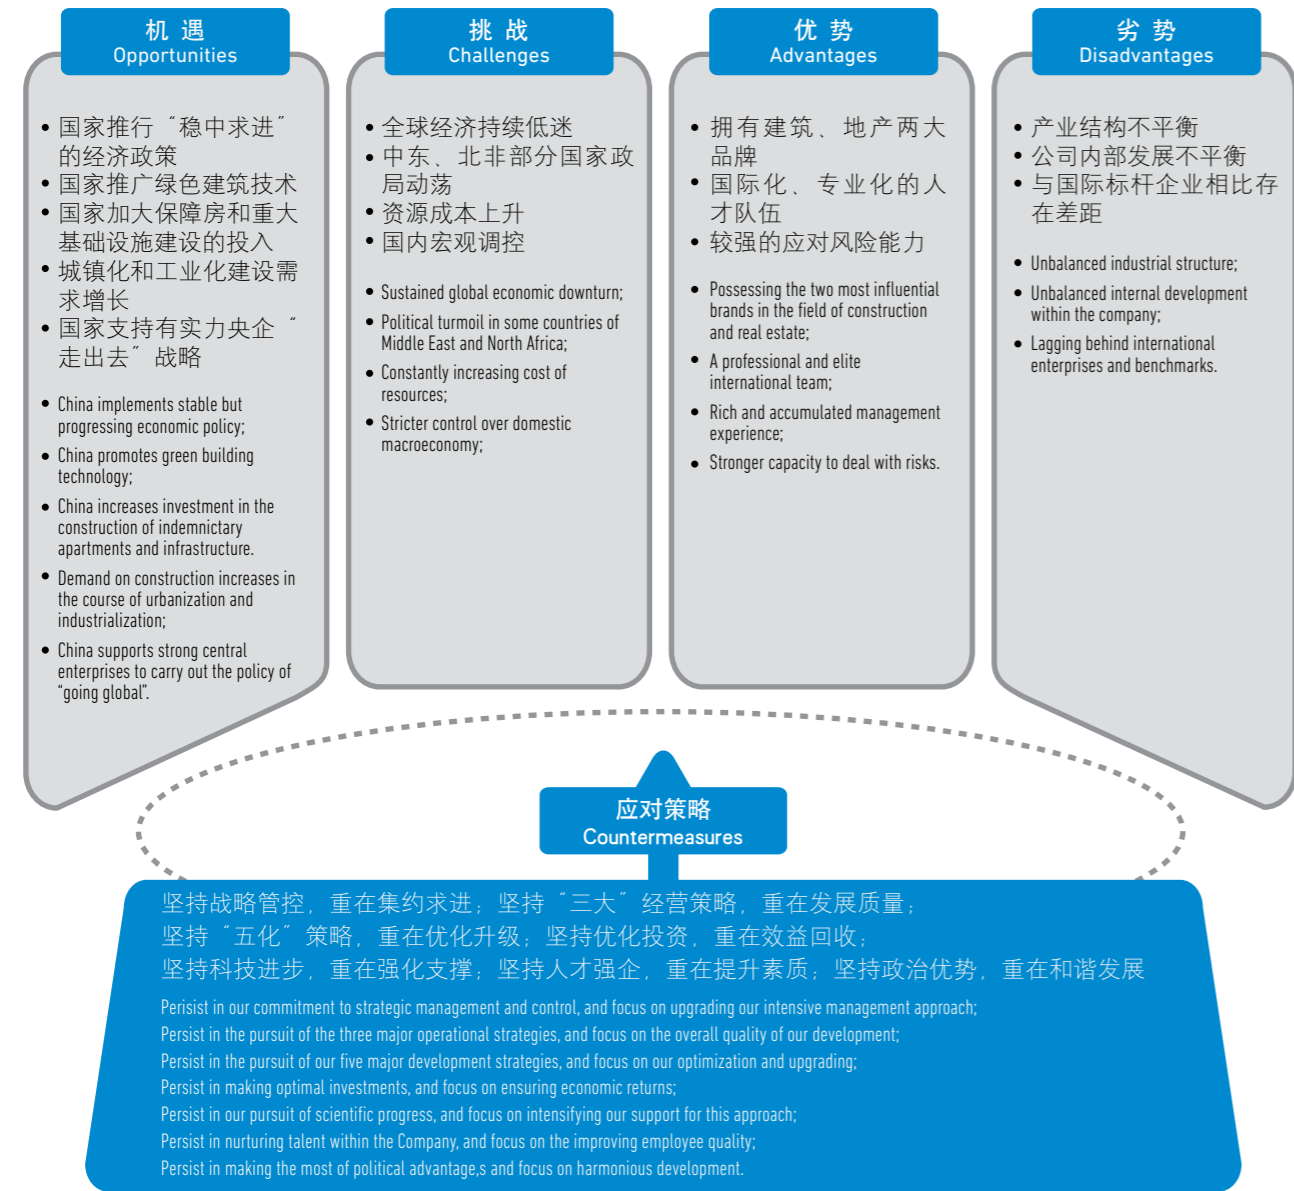 机 遇
Opportunities
• 国家推行“稳中求进”
的经济政策
• 国家推广绿色建筑技术
• 国家加大保障房和重大
基础设施建设的投入
• 城镇化和工业化建设需
求增长
• 国家支持有实力央企“
走出去”战略
• China implements stable but
progressing economic policy;
• China promotes green building
technology;
• China increases investment in the
construction of indemnictary
apartments and infrastructure.
• Demand on construction increases in
the course of urbanization and
industrialization;
• China supports strong central
enterprises to carry out the policy of
“going global”.
挑 战
Challenges
• 全球经济持续低迷
• 中东、北非部分国家政
局动荡
• 资源成本上升
• 国内宏观调控
• Sustained global economic downturn;
• Political turmoil in some countries of
Middle East and North Africa;
• Constantly increasing cost of
resources;
• Stricter control over domestic
macroeconomy;
优 势
Advantages
• 拥有建筑、地产两大
品牌
• 国际化、专业化的人
才队伍
• 较强的应对风险能力
• Possessing the two most influential
brands in the field of construction
and real estate;
• A professional and elite
international team;
• Rich and accumulated management
experience;
• Stronger capacity to deal with risks.
劣 势
Disadvantages
• 产业结构不平衡
• 公司内部发展不平衡
• 与国际标杆企业相比存
在差距
• Unbalanced industrial structure;
• Unbalanced internal development
within the company;
• Lagging behind international
enterprises and benchmarks.
应对策略
Countermeasures
坚持战略管控，重在集约求进；坚持“三大”经营策略，重在发展质量；
坚持“五化”策略，重在优化升级；坚持优化投资，重在效益回收；
坚持科技进步，重在强化支撑；坚持人才强企，重在提升素质；坚持政治优势，重在和谐发展
Perisist in our commitment to strategic management and control, and focus on upgrading our intensive management approach;
Persist in the pursuit of the three major operational strategies, and focus on the overall quality of our development;
Persist in the pursuit of our five major development strategies, and focus on our optimization and upgrading;
Persist in making optimal investments, and focus on ensuring economic returns;
Persist in our pursuit of scientific progress, and focus on intensifying our support for this approach;
Persist in nurturing talent within the Company, and focus on the improving employee quality;
Persist in making the most of political advantage,s and focus on harmonious development.